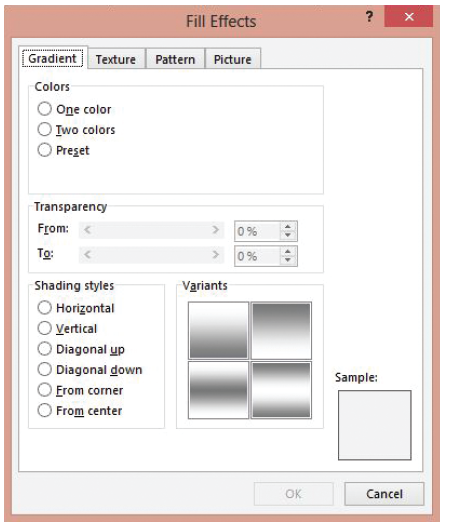 Fill Effects ? ×
Gradient Texture Pattern Picture
Colors
One color
Two colors
Preset
Transparency
From: < > 0 %
To: < > 0 %
Shading styles
Horizontal
Vertical
Diagonal up
Diagonal down
From corner
From center
Variants
Sample:
OK Cancel